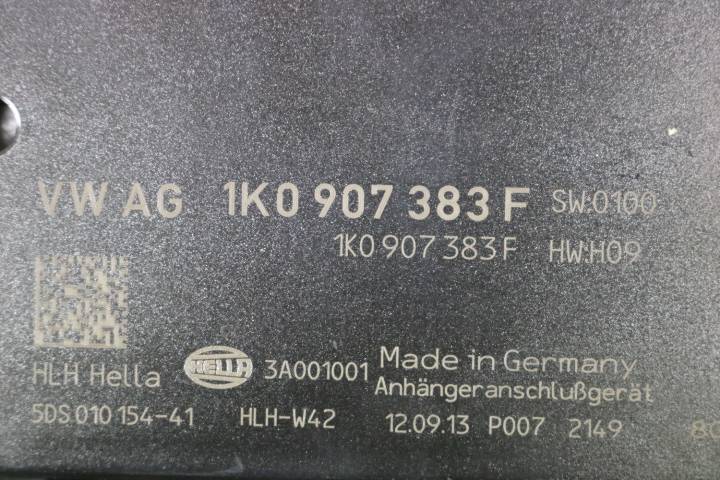 VW AG 1K0 907 383 F SW:0100
1K0 907 383 F HW:H09
HLH Hella HELLA 3A001001 Made in Germany
Anhängeranschlußgerät
5DS 010 154-41 HLH-W42 12.09.13 P007 2149